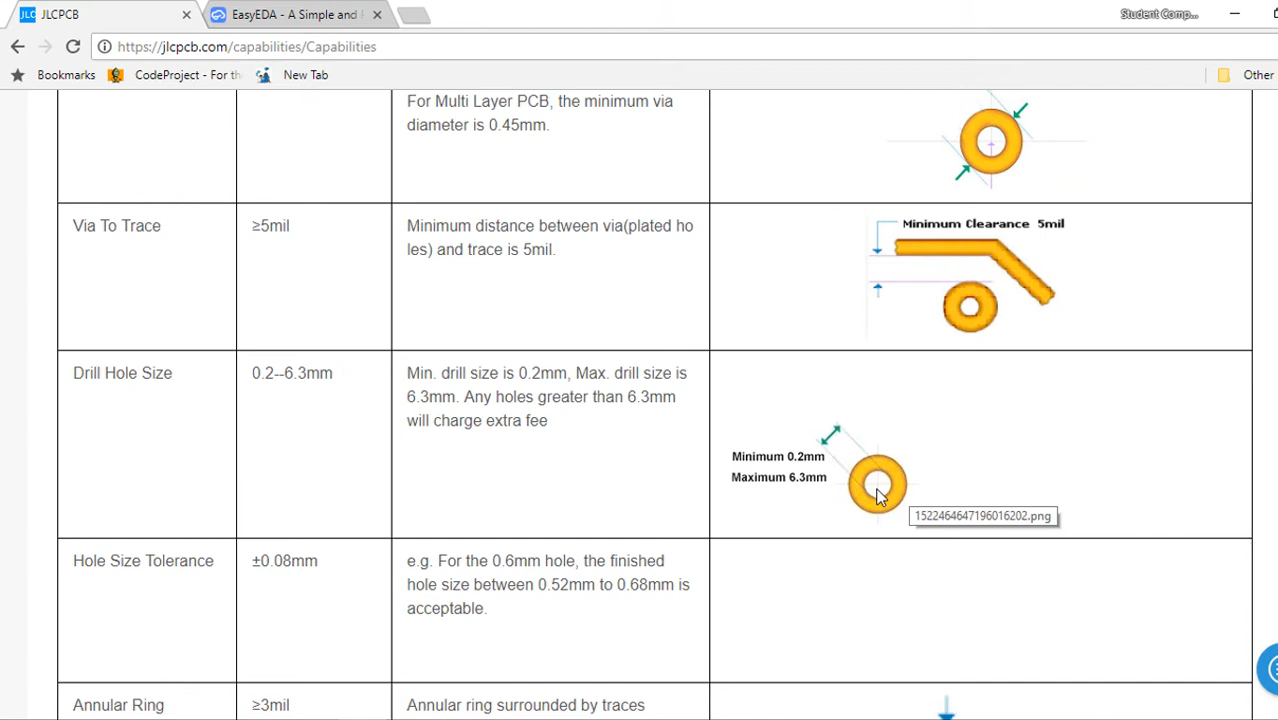 JLC JLCPCB
EasyEDA - A Simple and
Student Comp...
https://jlcpcb.com/capabilities/Capabilities
Bookmarks
CodeProject - For th
New Tab
Other
For Multi Layer PCB, the minimum via
diameter is 0.45mm.
Via To Trace
≥5mil
Minimum distance between via(plated ho
les) and trace is 5mil.
Minimum Clearance 5mil
Drill Hole Size
0.2--6.3mm
Min. drill size is 0.2mm, Max. drill size is
6.3mm. Any holes greater than 6.3mm
will charge extra fee
Minimum 0.2mm
Maximum 6.3mm
1522464647196016202.png
Hole Size Tolerance
±0.08mm
e.g. For the 0.6mm hole, the finished
hole size between 0.52mm to 0.68mm is
acceptable.
Annular Ring
≥3mil
Annular ring surrounded by traces